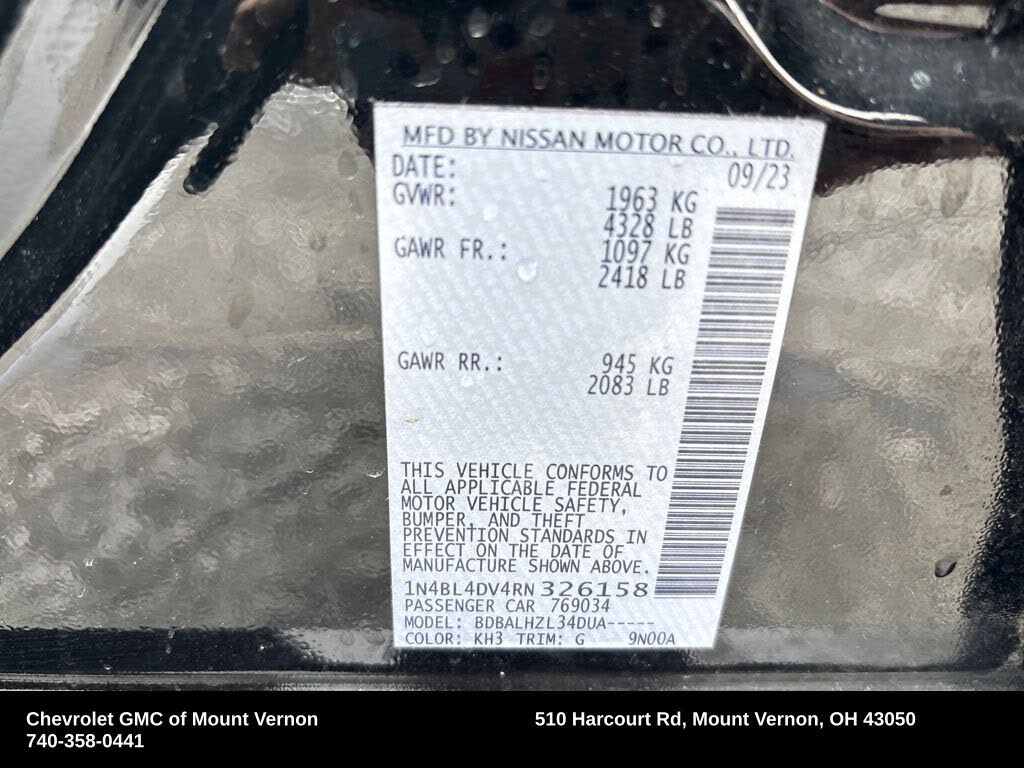 MFD BY NISSAN MOTOR CO., LTD.
DATE: 09/23
GVWR: 1963 KG
4328 LB
GAWR FR.: 1097 KG
2418 LB
GAWR RR.: 945 KG
2083 LB
THIS VEHICLE CONFORMS TO
ALL APPLICABLE FEDERAL
MOTOR VEHICLE SAFETY,
BUMPER, AND THEFT
PREVENTION STANDARDS IN
EFFECT ON THE DATE OF
MANUFACTURE SHOWN ABOVE.
1N4BL4DV4RN326158
PASSENGER CAR 769034
MODEL: BDBALHZL34DUA-----
COLOR: KH3 TRIM: G 9N00A
Chevrolet GMC of Mount Vernon 510 Harcourt Rd, Mount Vernon, OH 43050
740-358-0441